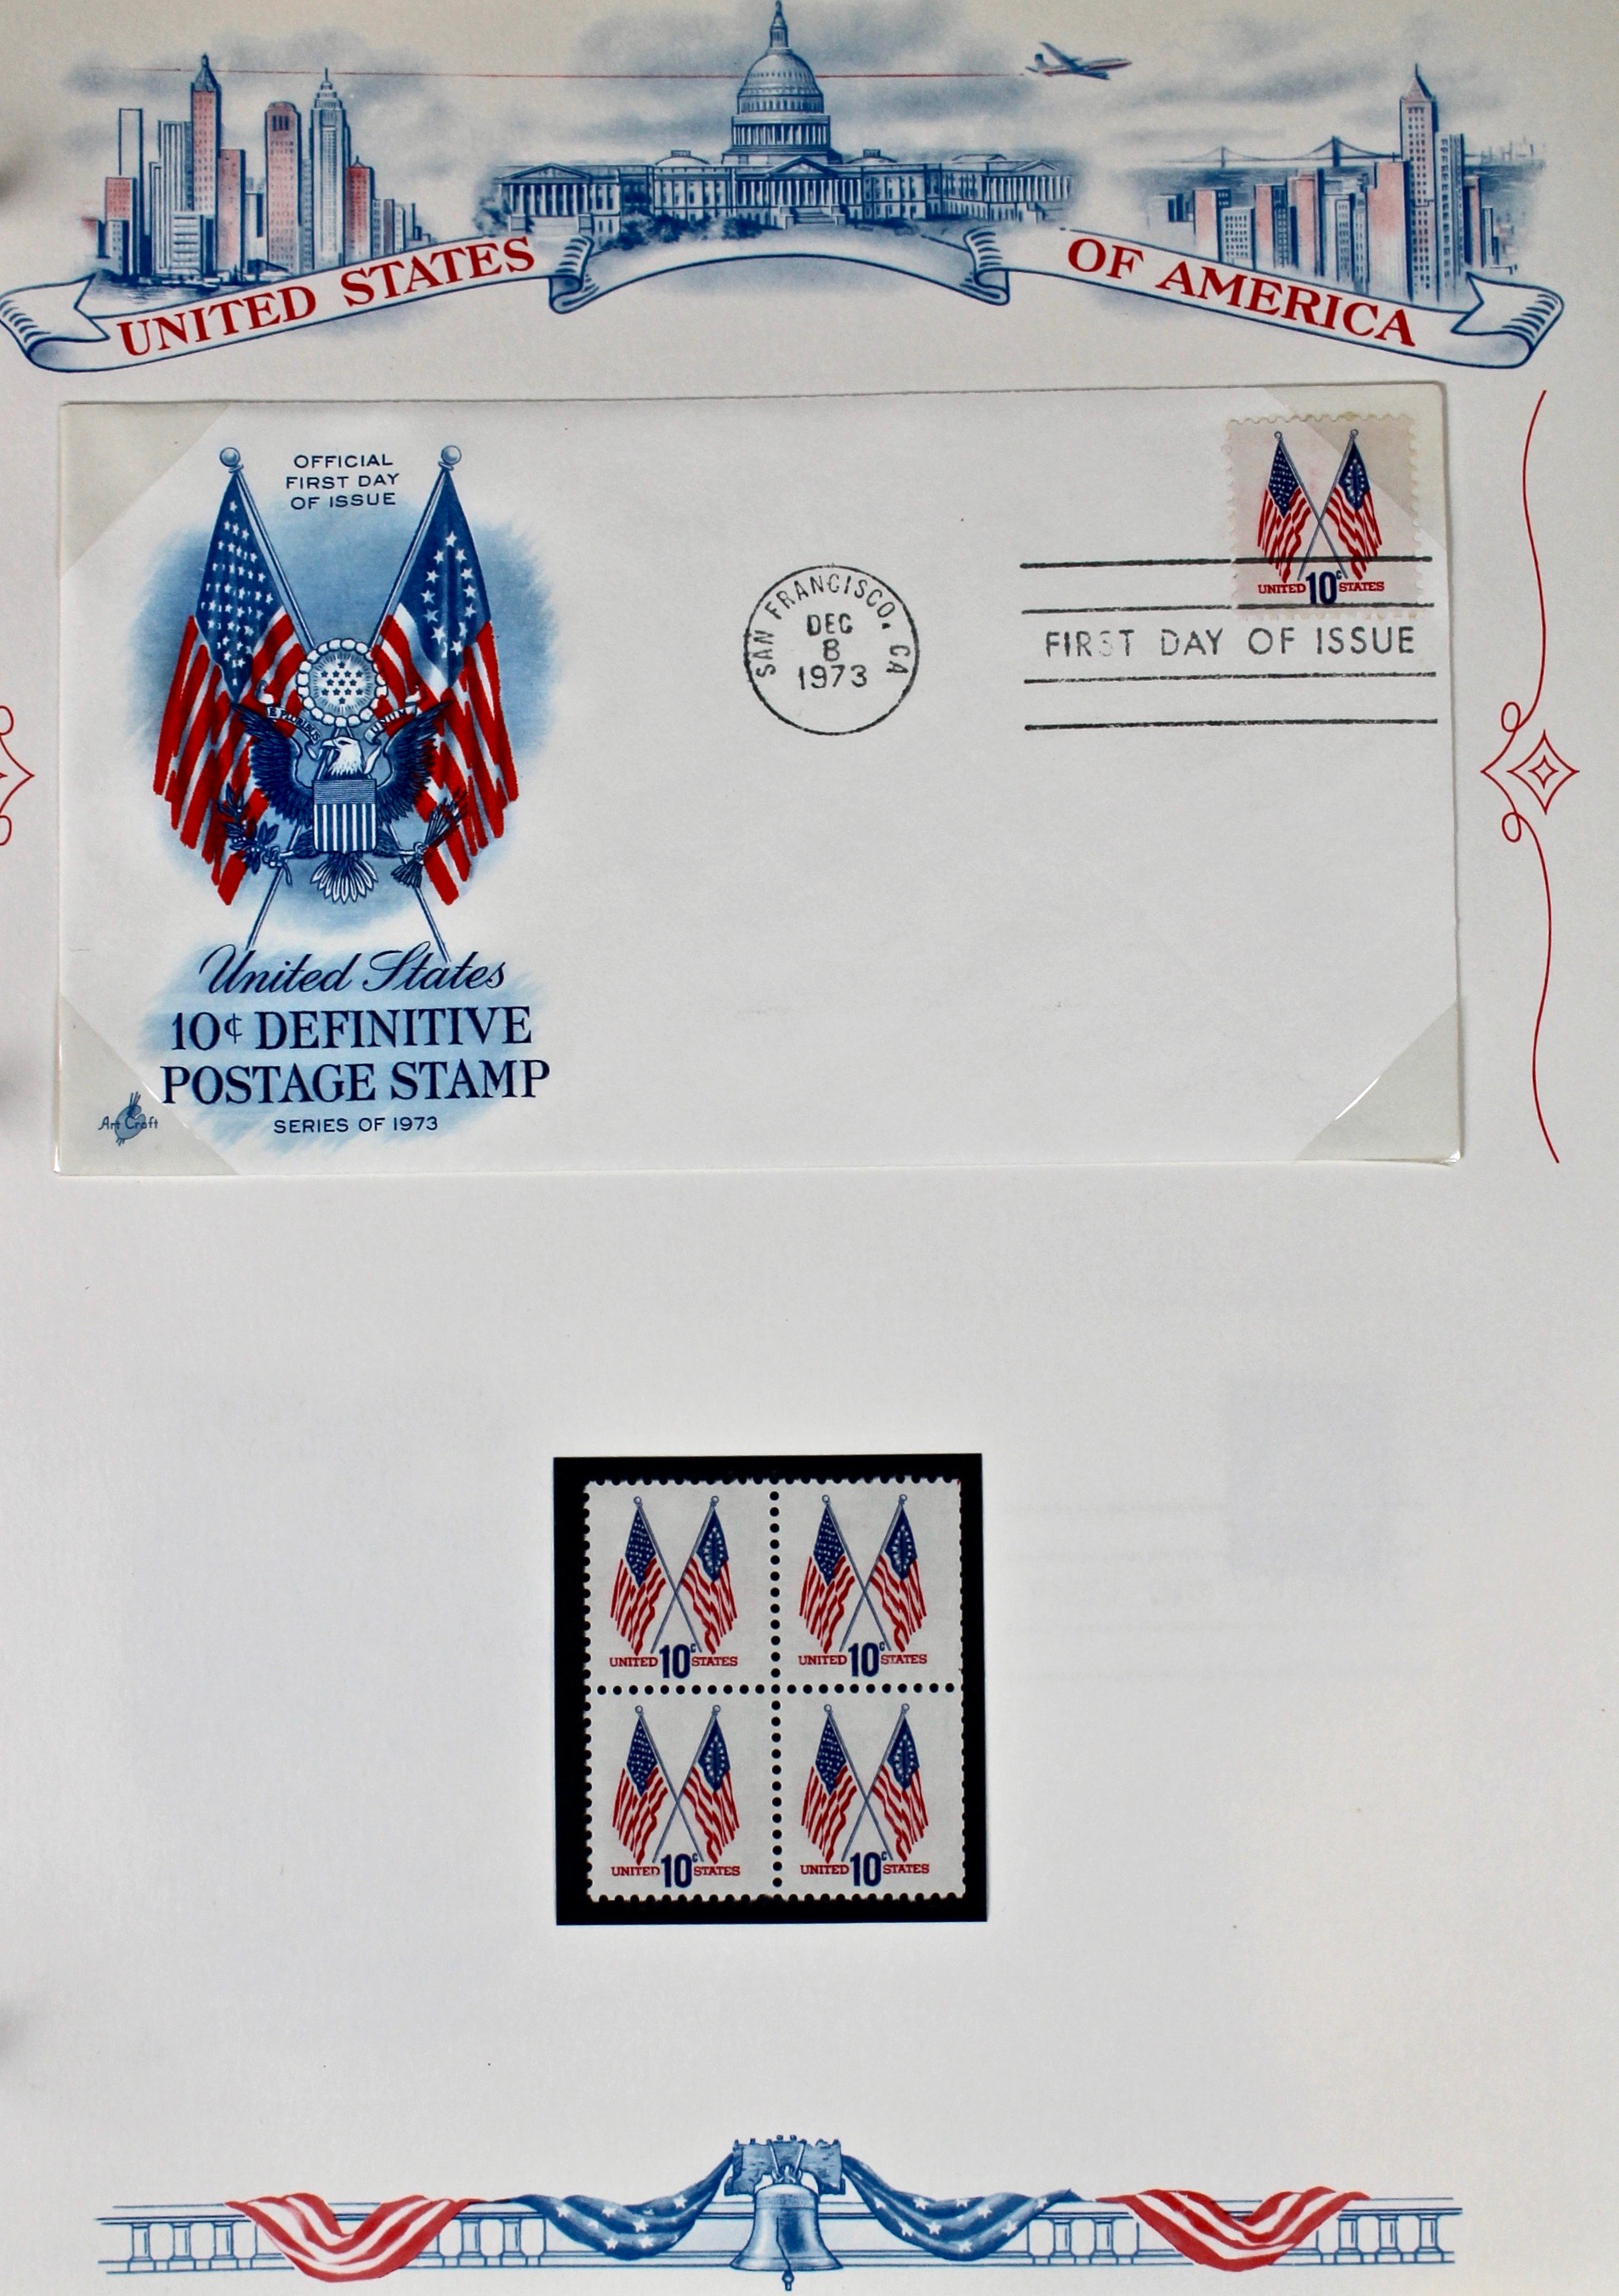 UNITED STATES OF AMERICA
OFFICIAL
FIRST DAY
OF ISSUE
E PLURIBUS UNUM
United States
10¢ DEFINITIVE
POSTAGE STAMP
SERIES OF 1973
Art Craft
SAN FRANCISCO, CA
DEC
8
1973
UNITED 10c STATES
FIRST DAY OF ISSUE
UNITED 10c STATES
UNITED 10c STATES
UNITED 10c STATES
UNITED 10c STATES